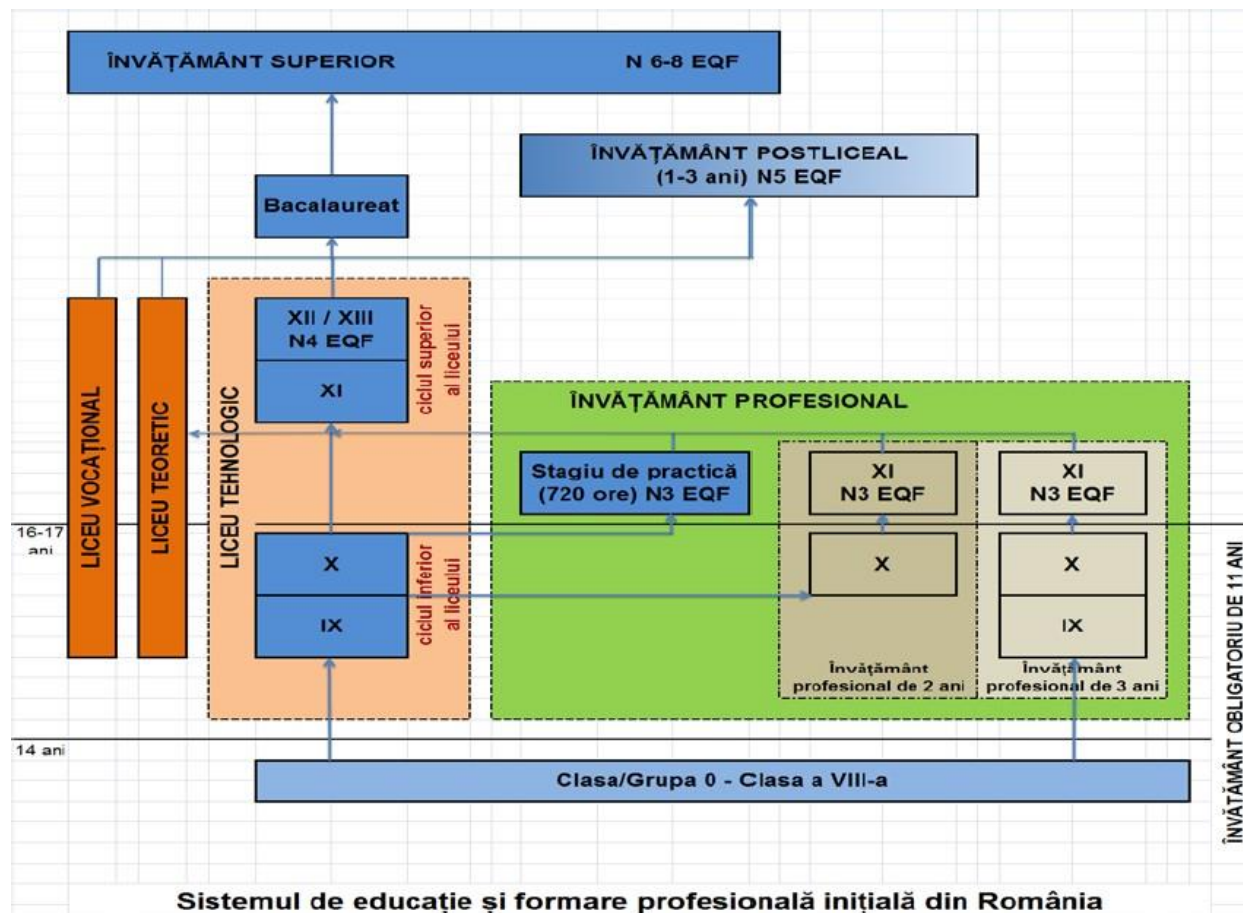 ÎNVĂȚĂMÂNT SUPERIOR N 6-8 EQF
ÎNVĂȚĂMÂNT POSTLICEAL
(1-3 ani) N5 EQF
Bacalaureat
LICEU VOCAȚIONAL
LICEU TEORETIC
LICEU TEHNOLOGIC
XII / XIII
N4 EQF
XI
ciclul superior
al liceului
ÎNVĂȚĂMÂNT PROFESIONAL
Stagiu de practică
(720 ore) N3 EQF
XI
N3 EQF
XI
N3 EQF
16-17
ani
X
IX
ciclul inferior
al liceului
X
X
IX
Învățământ
profesional de 2 ani
Învățământ
profesional de 3 ani
14 ani
Clasa/Grupa 0 - Clasa a VIII-a
ÎNVĂTĂMÂNT OBLIGATORIU DE 11 ANI
Sistemul de educație și formare profesională inițială din România